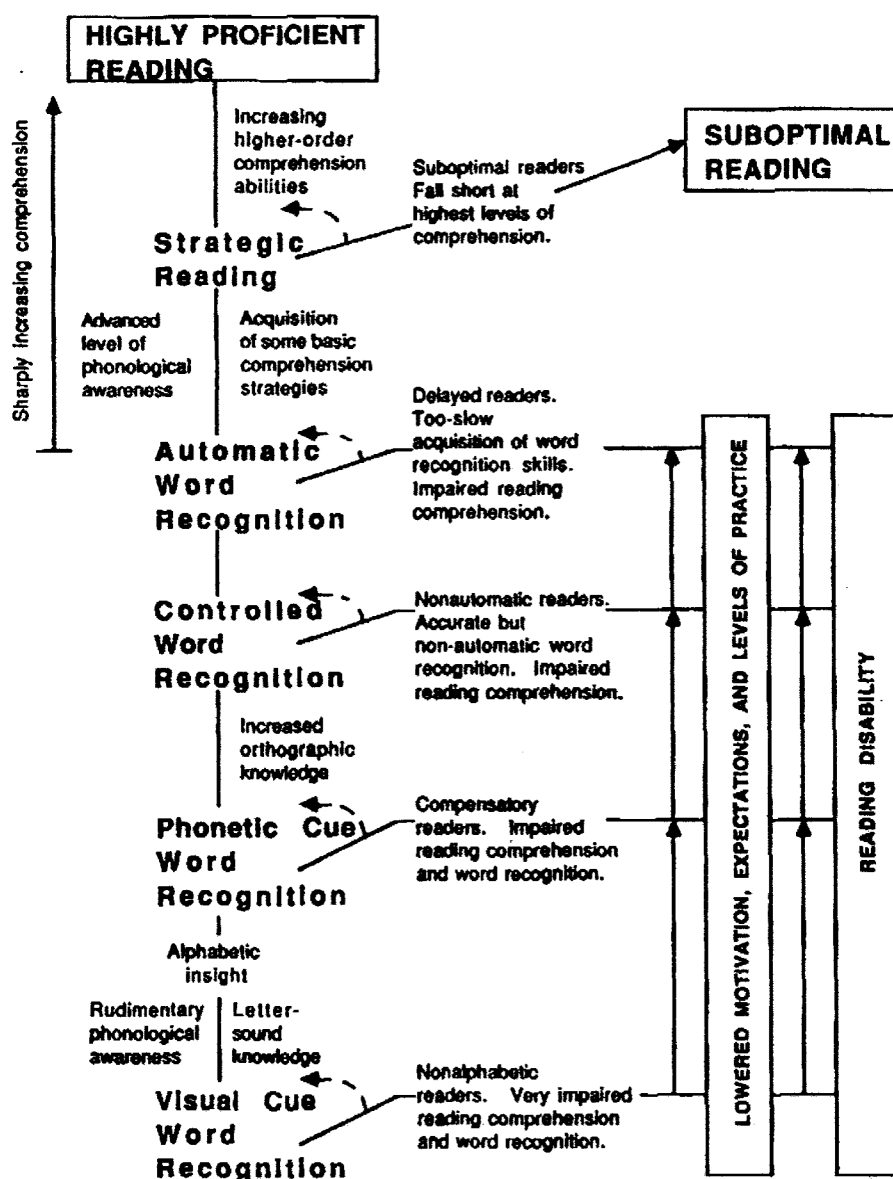 HIGHLY PROFICIENT
READING
Increasing
higher-order
comprehension
abilities
Sharply increasing comprehension
Suboptimal readers
Fall short at
highest levels of
comprehension.
SUBOPTIMAL
READING
Strategic
Reading
Advanced
level of
phonological
awareness
Acquisition
of some basic
comprehension
strategies
Delayed readers.
Too-slow
acquisition of word
recognition skills.
Impaired reading
comprehension.
Automatic
Word
Recognition
Controlled
Word
Recognition
Nonautomatic readers.
Accurate but
non-automatic word
recognition. Impaired
reading comprehension.
Increased
orthographic
knowledge
Phonetic Cue
Word
Recognition
Compensatory
readers. Impaired
reading comprehension
and word recognition.
Alphabetic
insight
Rudimentary
phonological
awareness
Letter-
sound
knowledge
Visual Cue
Word
Recognition
Nonalphabetic
readers. Very impaired
reading comprehension
and word recognition.
LOWERED MOTIVATION, EXPECTATIONS, AND LEVELS OF PRACTICE
READING DISABILITY